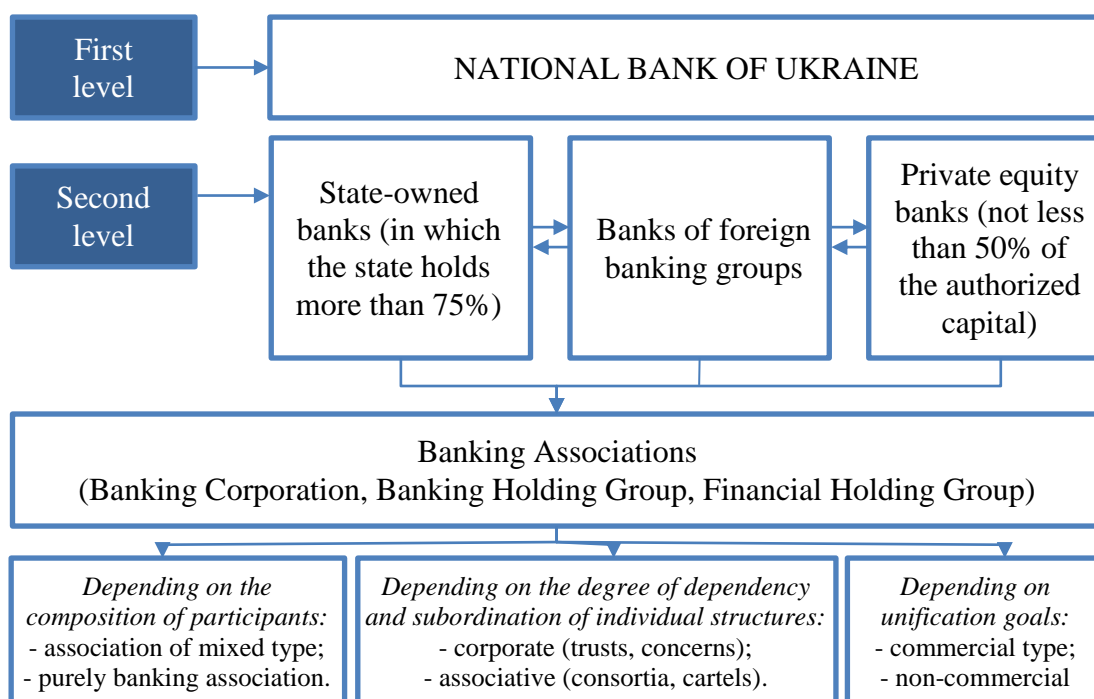 First
level
NATIONAL BANK OF UKRAINE
Second
level
State-owned
banks (in which
the state holds
more than 75%)
Banks of foreign
banking groups
Private equity
banks (not less
than 50% of
the authorized
capital)
Banking Associations
(Banking Corporation, Banking Holding Group, Financial Holding Group)
Depending on the
composition of participants:
- association of mixed type;
- purely banking association.
Depending on the degree of dependency
and subordination of individual structures:
- corporate (trusts, concerns);
- associative (consortia, cartels).
Depending on
unification goals:
- commercial type;
- non-commercial